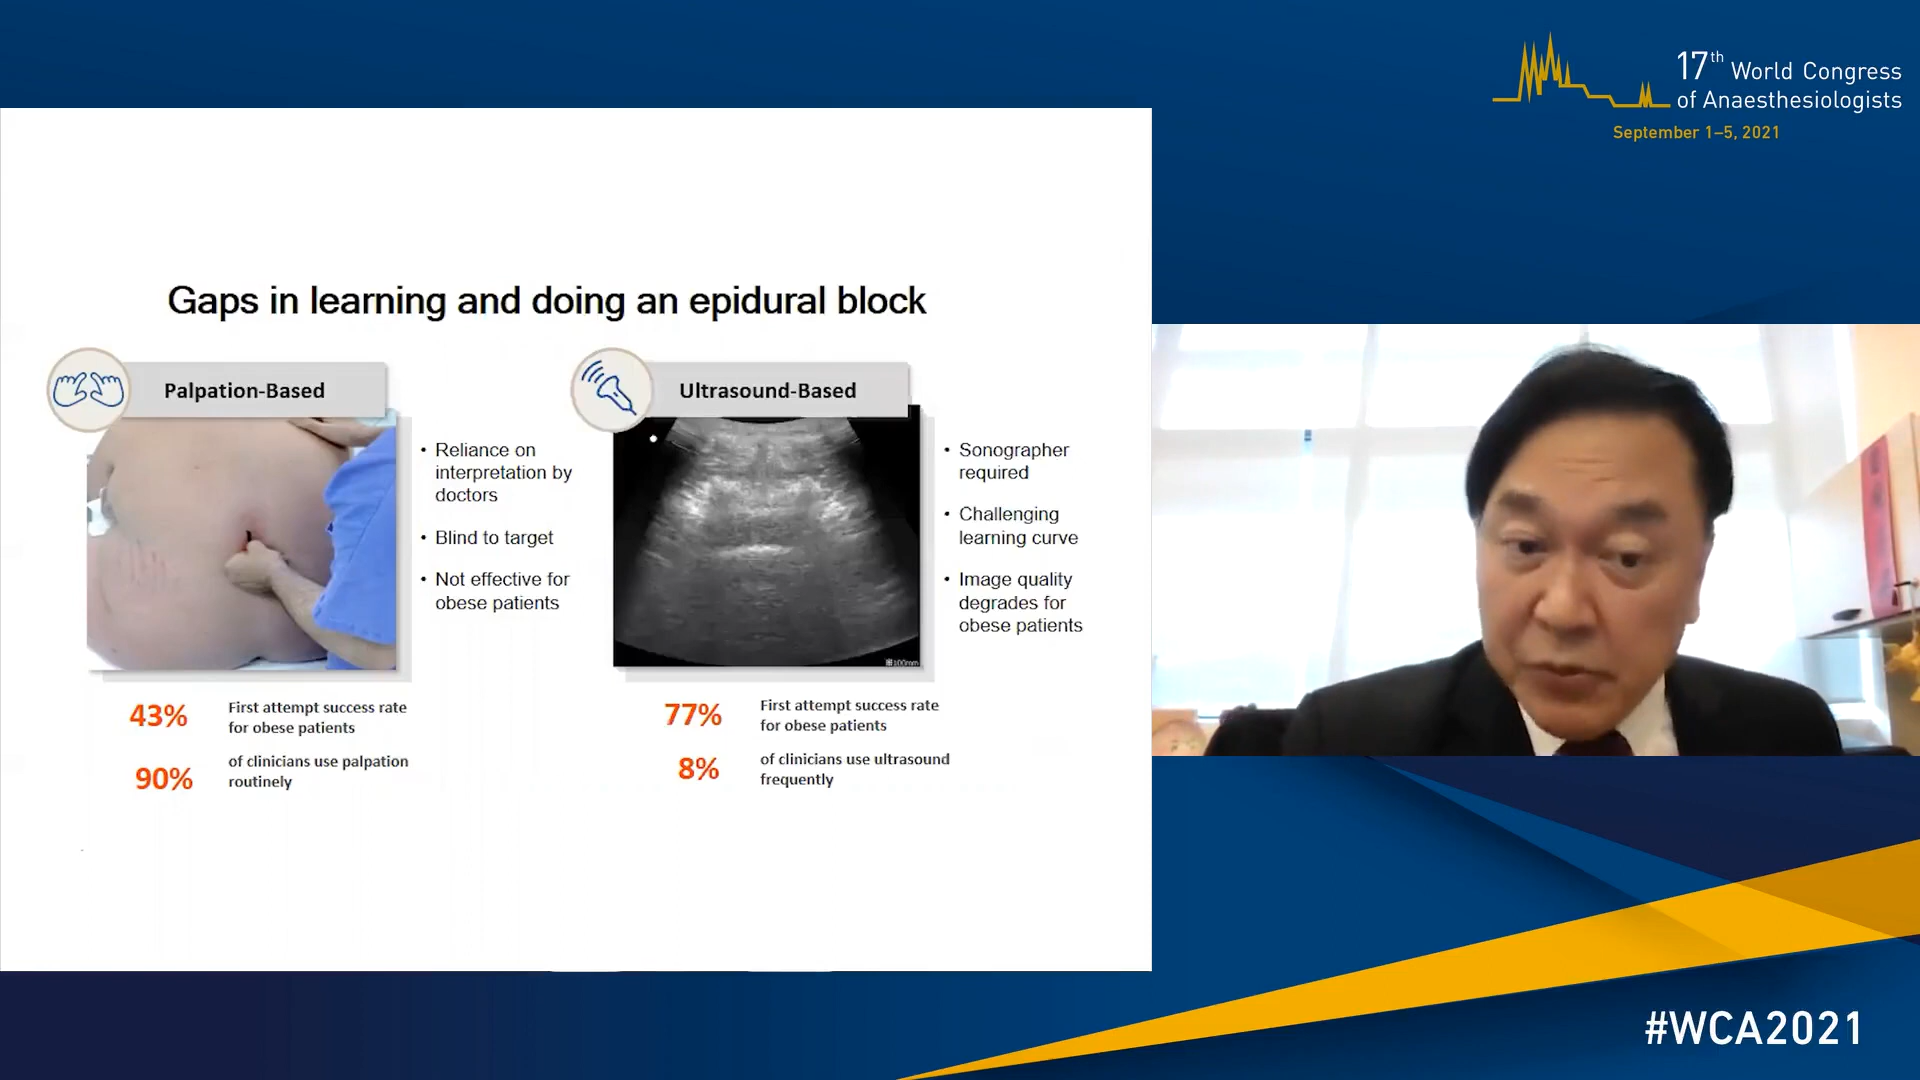 17th World Congress
of Anaesthesiologists
September 1–5, 2021
Gaps in learning and doing an epidural block
Palpation-Based
• Reliance on
interpretation by
doctors
• Blind to target
• Not effective for
obese patients
43%
First attempt success rate
for obese patients
90%
of clinicians use palpation
routinely
Ultrasound-Based
100mm
• Sonographer
required
• Challenging
learning curve
• Image quality
degrades for
obese patients
77%
First attempt success rate
for obese patients
8%
of clinicians use ultrasound
frequently
#WCA2021